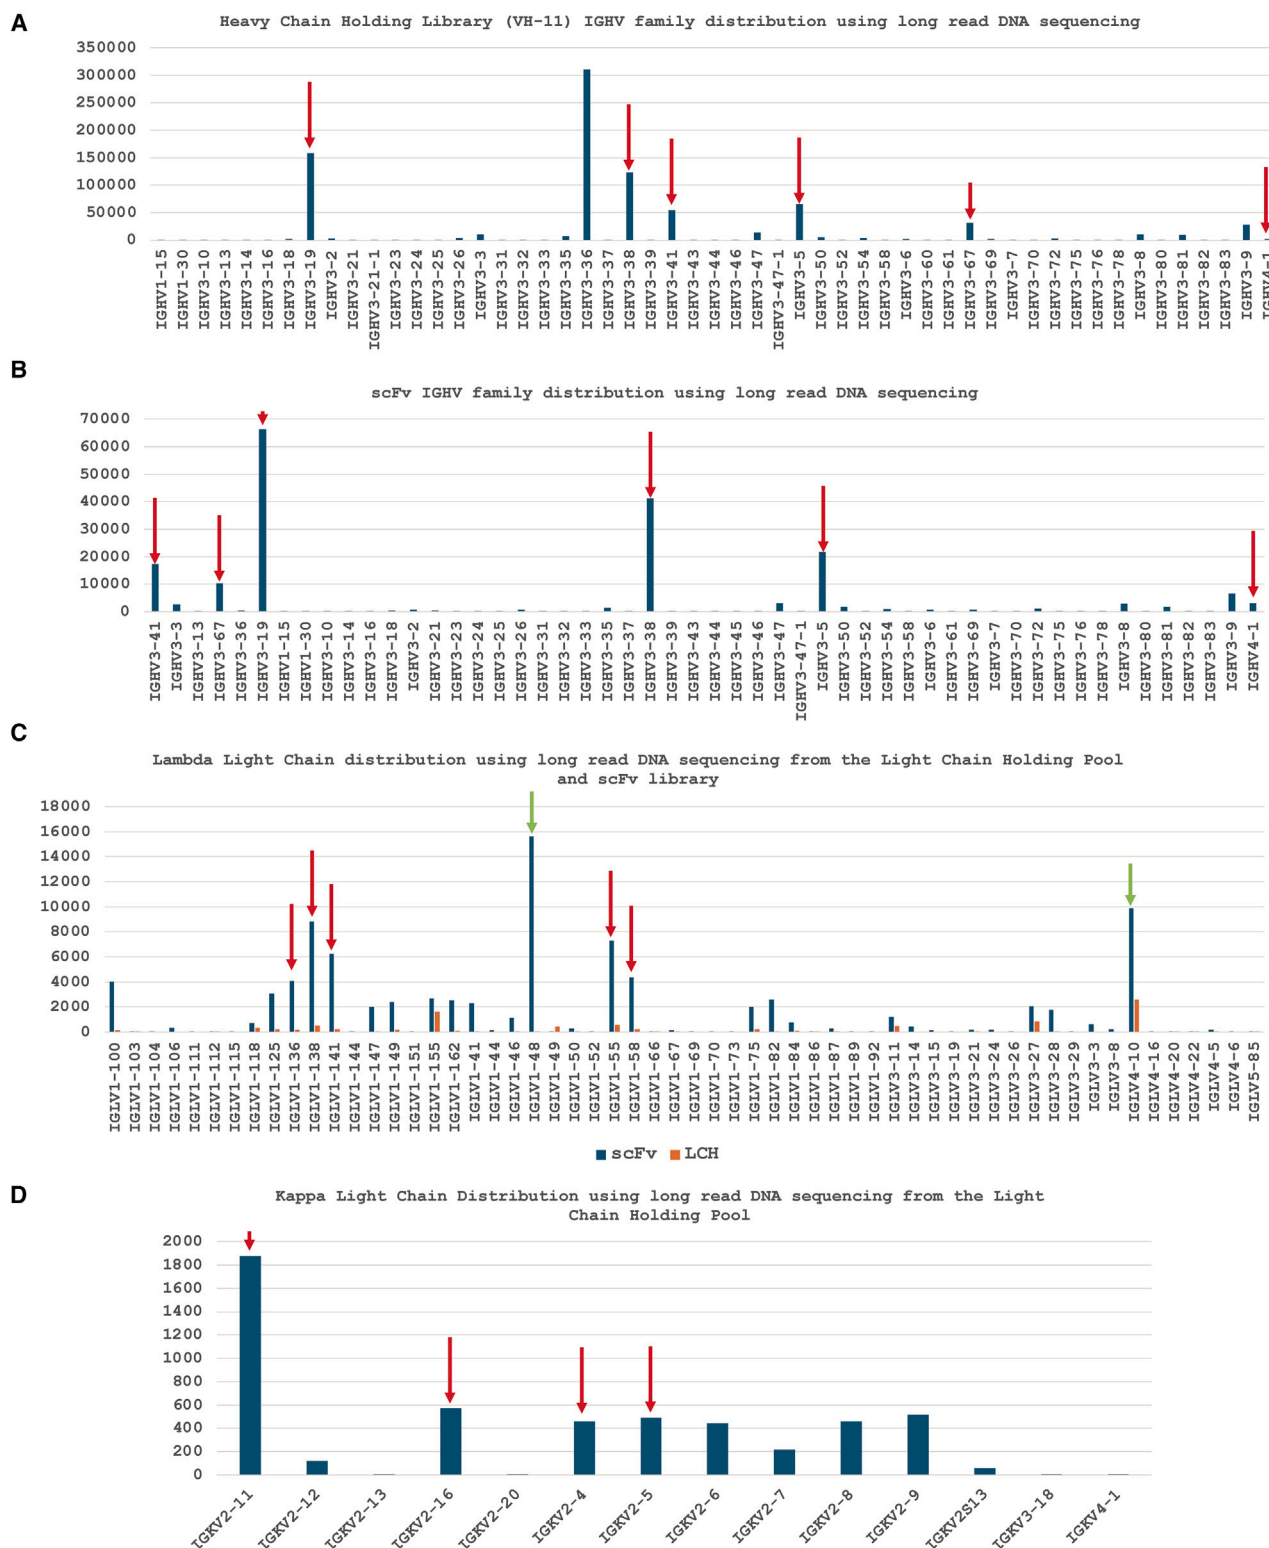 A
Heavy Chain Holding Library (VH-11) IGHV family distribution using long read DNA sequencing
350000
300000
250000
200000
150000
100000
50000
0
IGHV1-15
IGHV1-30
IGHV3-10
IGHV3-13
IGHV3-14
IGHV3-16
IGHV3-18
IGHV3-19
IGHV3-2
IGHV3-21
IGHV3-21-1
IGHV3-23
IGHV3-24
IGHV3-25
IGHV3-26
IGHV3-3
IGHV3-31
IGHV3-32
IGHV3-33
IGHV3-35
IGHV3-36
IGHV3-37
IGHV3-38
IGHV3-39
IGHV3-41
IGHV3-43
IGHV3-44
IGHV3-46
IGHV3-47
IGHV3-47-1
IGHV3-5
IGHV3-50
IGHV3-52
IGHV3-54
IGHV3-58
IGHV3-6
IGHV3-60
IGHV3-61
IGHV3-67
IGHV3-69
IGHV3-7
IGHV3-70
IGHV3-72
IGHV3-75
IGHV3-76
IGHV3-78
IGHV3-8
IGHV3-80
IGHV3-81
IGHV3-82
IGHV3-83
IGHV3-9
IGHV4-1
B
scFv IGHV family distribution using long read DNA sequencing
70000
60000
50000
40000
30000
20000
10000
0
IGHV3-41
IGHV3-3
IGHV3-13
IGHV3-67
IGHV3-36
IGHV3-19
IGHV1-15
IGHV1-30
IGHV3-10
IGHV3-14
IGHV3-16
IGHV3-18
IGHV3-2
IGHV3-21
IGHV3-23
IGHV3-24
IGHV3-25
IGHV3-26
IGHV3-31
IGHV3-32
IGHV3-33
IGHV3-35
IGHV3-37
IGHV3-38
IGHV3-39
IGHV3-43
IGHV3-44
IGHV3-45
IGHV3-46
IGHV3-47
IGHV3-47-1
IGHV3-5
IGHV3-50
IGHV3-52
IGHV3-54
IGHV3-58
IGHV3-6
IGHV3-61
IGHV3-69
IGHV3-7
IGHV3-70
IGHV3-72
IGHV3-75
IGHV3-76
IGHV3-78
IGHV3-8
IGHV3-80
IGHV3-81
IGHV3-82
IGHV3-83
IGHV3-9
IGHV4-1
C
Lambda Light Chain distribution using long read DNA sequencing from the Light Chain Holding Pool
and scFv library
18000
16000
14000
12000
10000
8000
6000
4000
2000
0
IGLV1-100
IGLV1-103
IGLV1-104
IGLV1-106
IGLV1-111
IGLV1-112
IGLV1-115
IGLV1-118
IGLV1-125
IGLV1-136
IGLV1-138
IGLV1-141
IGLV1-144
IGLV1-147
IGLV1-149
IGLV1-151
IGLV1-155
IGLV1-162
IGLV1-41
IGLV1-44
IGLV1-46
IGLV1-48
IGLV1-49
IGLV1-50
IGLV1-52
IGLV1-55
IGLV1-58
IGLV1-66
IGLV1-67
IGLV1-69
IGLV1-70
IGLV1-73
IGLV1-75
IGLV1-82
IGLV1-84
IGLV1-86
IGLV1-87
IGLV1-89
IGLV1-92
IGLV3-11
IGLV3-14
IGLV3-15
IGLV3-19
IGLV3-21
IGLV3-24
IGLV3-26
IGLV3-27
IGLV3-28
IGLV3-29
IGLV3-3
IGLV3-8
IGLV4-10
IGLV4-16
IGLV4-20
IGLV4-22
IGLV4-5
IGLV4-6
IGLV5-85
scFv LCH
D
Kappa Light Chain Distribution using long read DNA sequencing from the Light
Chain Holding Pool
2000
1800
1600
1400
1200
1000
800
600
400
200
0
IGKV2-11
IGKV2-12
IGKV2-13
IGKV2-16
IGKV2-20
IGKV2-4
IGKV2-5
IGKV2-6
IGKV2-7
IGKV2-8
IGKV2-9
IGKV2S13
IGKV3-18
IGKV4-1